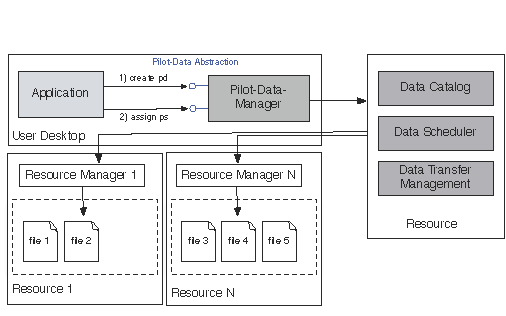 Pilot-Data Abstraction
Application
1) create pd
2) assign ps
Pilot-Data-
Manager
User Desktop
Data Catalog
Data Scheduler
Data Transfer
Management
Resource
Resource Manager 1
file 1
file 2
Resource 1
Resource Manager N
file 3
file 4
file 5
Resource N